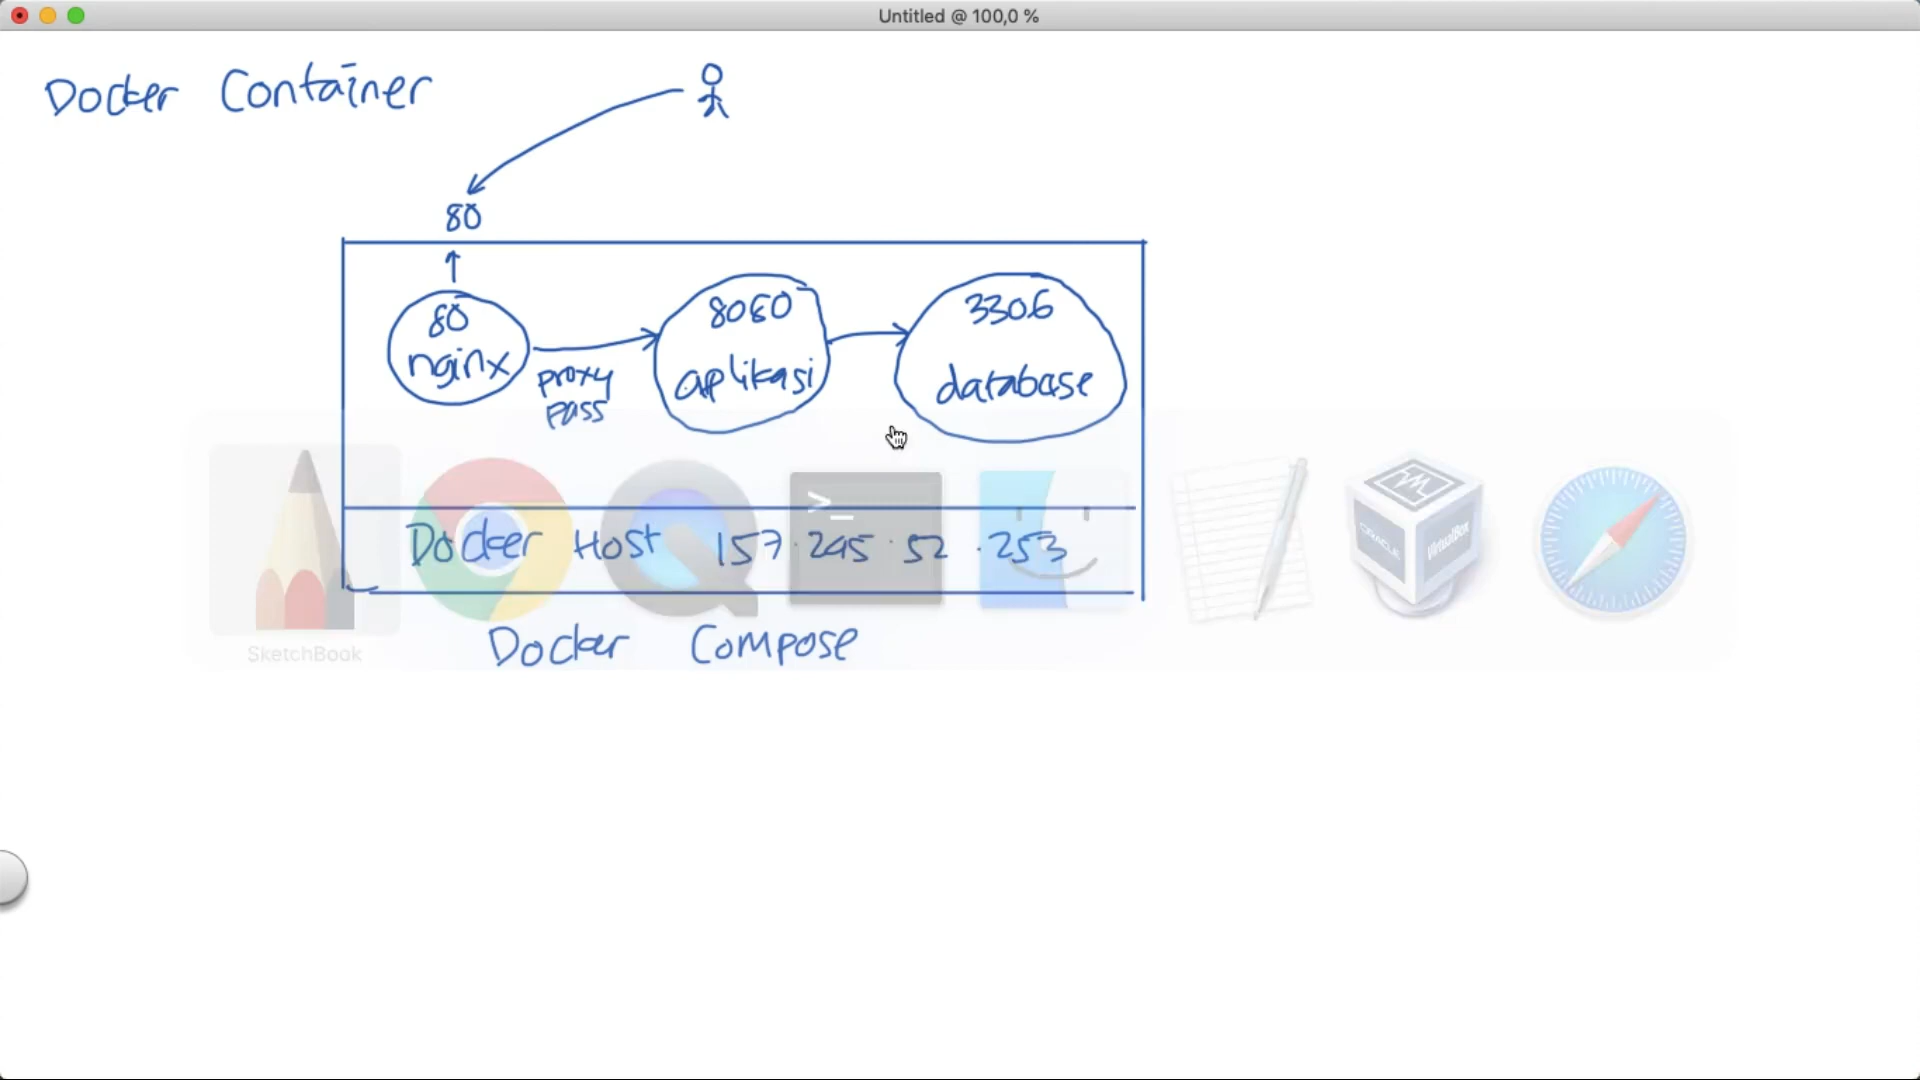 Untitled @ 100,0 %
Docker Container
80
80
nginx
proxy
pass
8080
aplikasi
3306
database
Docker Host 157.245.52.253
SketchBook
Docker Compose